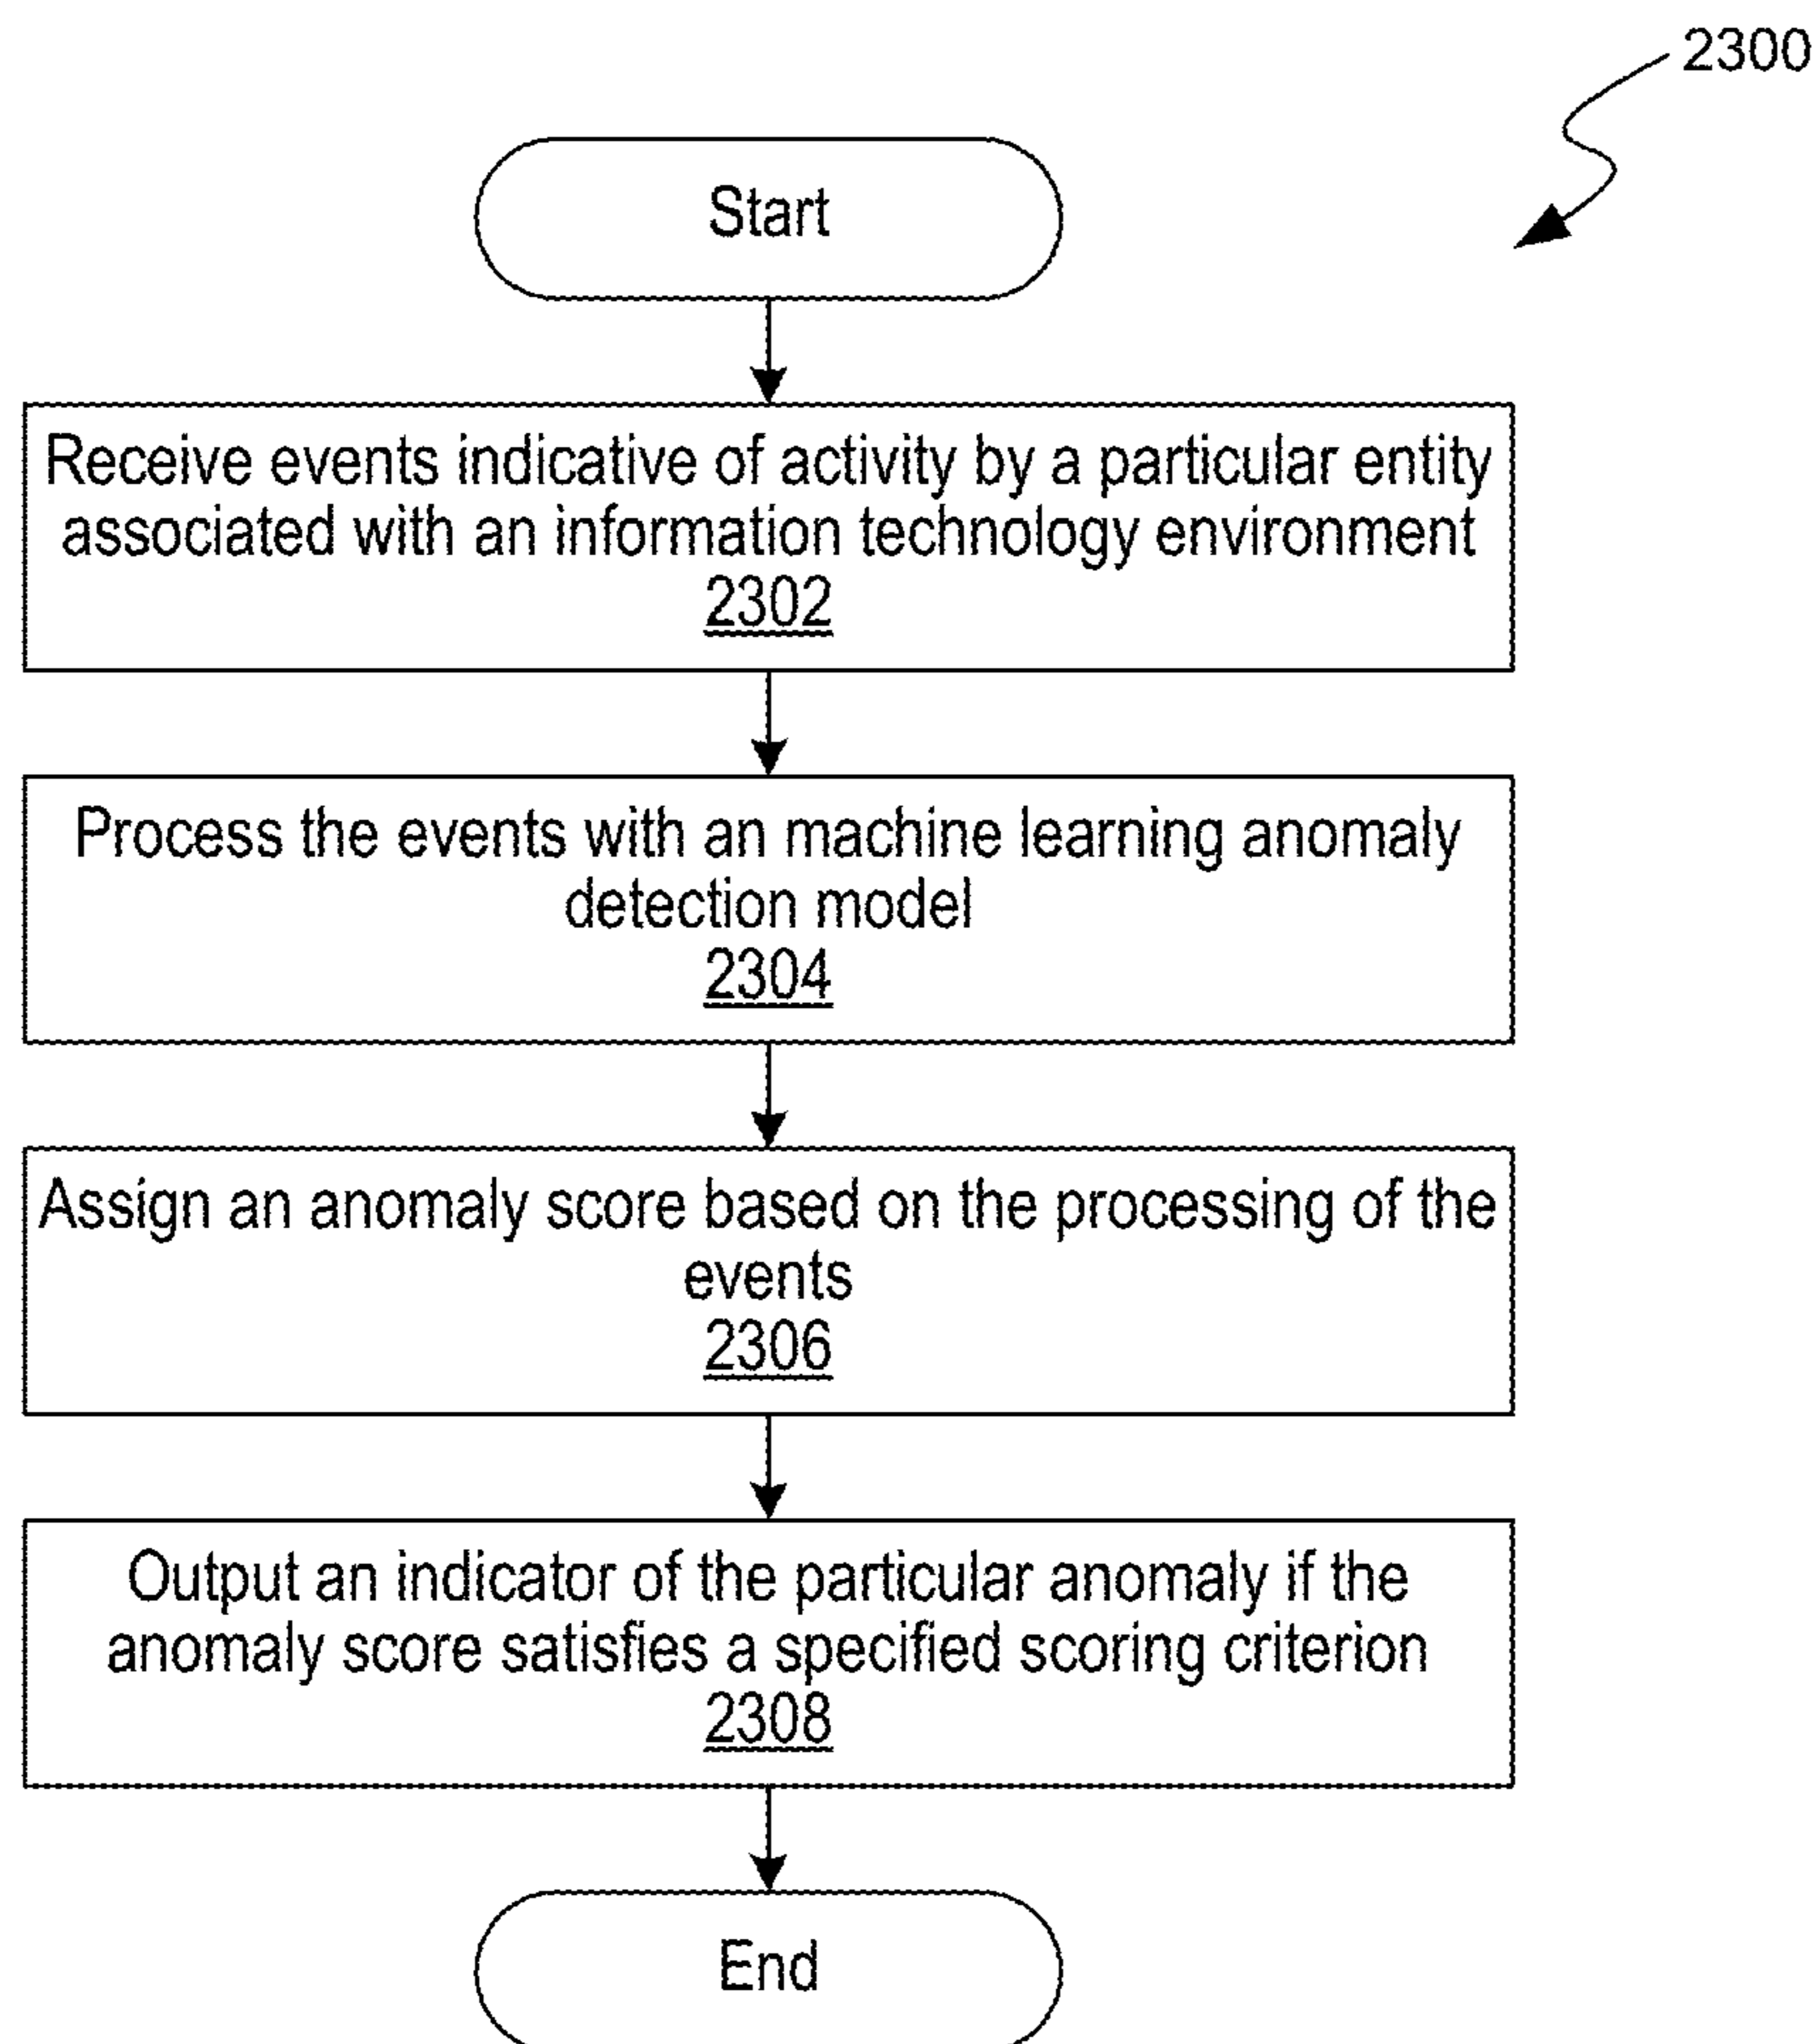 2300
Start
Receive events indicative of activity by a particular entity
associated with an information technology environment
2302
Process the events with an machine learning anomaly
detection model
2304
Assign an anomaly score based on the processing of the
events
2306
Output an indicator of the particular anomaly if the
anomaly score satisfies a specified scoring criterion
2308
End